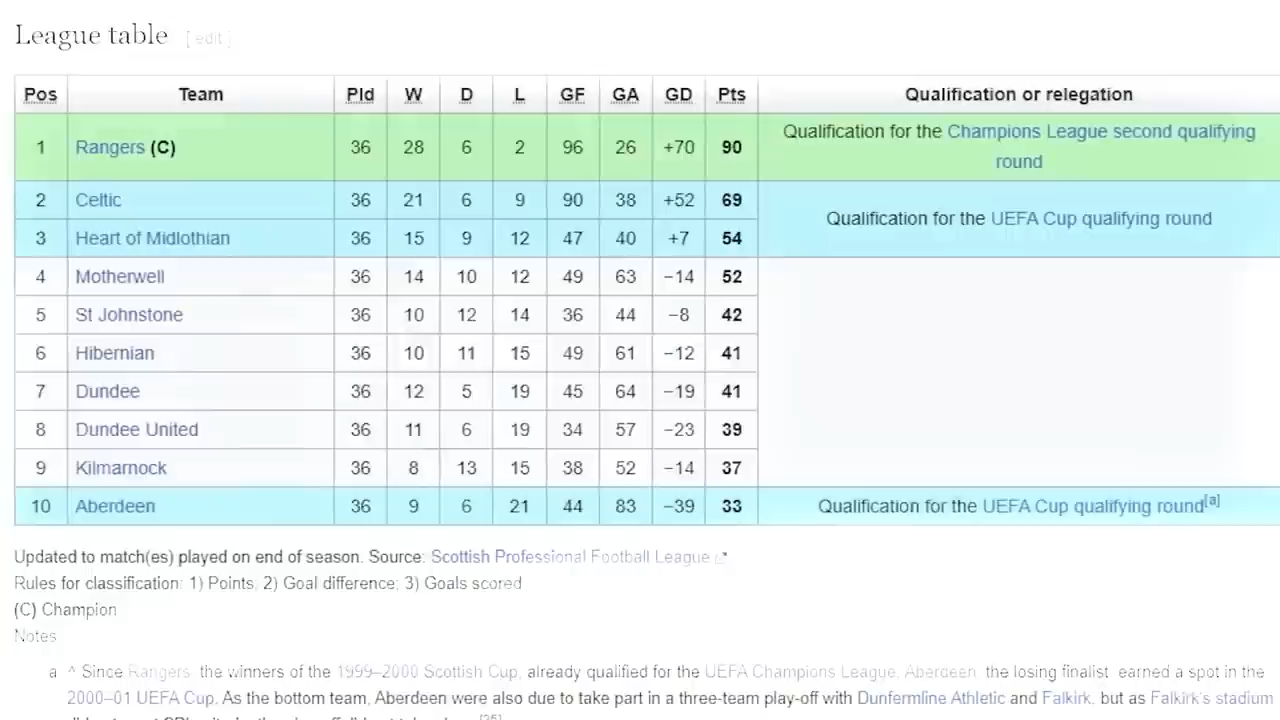 League table [ edit ]
Pos Team Pld W D L GF GA GD Pts Qualification or relegation
1 Rangers (C) 36 28 6 2 96 26 +70 90 Qualification for the Champions League second qualifying round
2 Celtic 36 21 6 9 90 38 +52 69 Qualification for the UEFA Cup qualifying round
3 Heart of Midlothian 36 15 9 12 47 40 +7 54
4 Motherwell 36 14 10 12 49 63 −14 52
5 St Johnstone 36 10 12 14 36 44 −8 42
6 Hibernian 36 10 11 15 49 61 −12 41
7 Dundee 36 12 5 19 45 64 −19 41
8 Dundee United 36 11 6 19 34 57 −23 39
9 Kilmarnock 36 8 13 15 38 52 −14 37
10 Aberdeen 36 9 6 21 44 83 −39 33 Qualification for the UEFA Cup qualifying round[a]
Updated to match(es) played on end of season. Source: Scottish Professional Football League
Rules for classification: 1) Points; 2) Goal difference; 3) Goals scored
(C) Champion
Notes
a ^ Since Rangers, the winners of the 1999–2000 Scottish Cup, already qualified for the UEFA Champions League, Aberdeen, the losing finalist, earned a spot in the
2000–01 UEFA Cup. As the bottom team, Aberdeen were also due to take part in a three-team play-off with Dunfermline Athletic and Falkirk, but as Falkirk's stadium